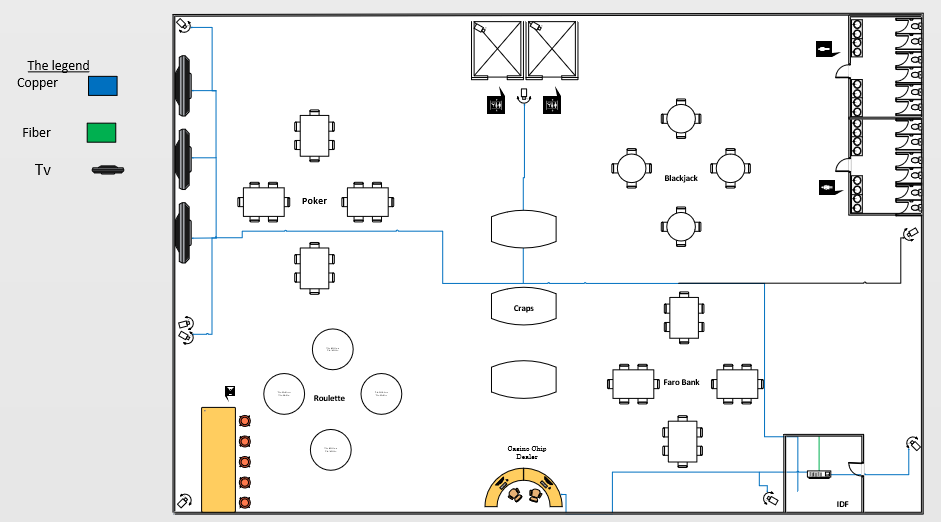 The legend
Copper
Fiber
Tv
Poker
Blackjack
Craps
Roulette
Faro Bank
Casino Chip
Dealer
IDF